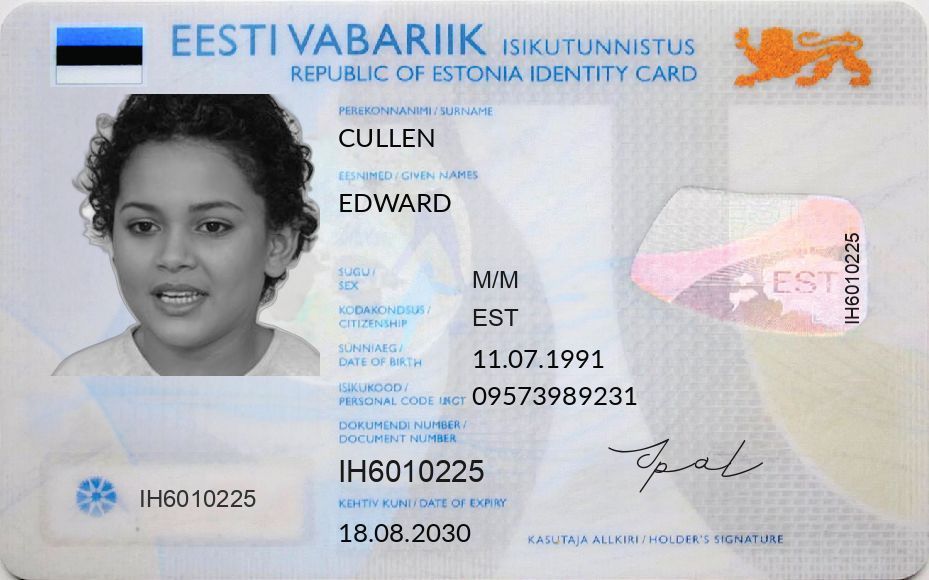 EESTI VABARIIK ISIKUTUNNISTUS
REPUBLIC OF ESTONIA IDENTITY CARD
PEREKONNANIMI / SURNAME
CULLEN
EESNIMED / GIVEN NAMES
EDWARD
SUGU /
SEX
M/M
KODAKONDSUS /
CITIZENSHIP
EST
SÜNNIAEG /
DATE OF BIRTH
11.07.1991
ISIKUKOOD /
PERSONAL CODE
09573989231
DOKUMENDI NUMBER /
DOCUMENT NUMBER
IH6010225
KEHTIV KUNI / DATE OF EXPIRY
18.08.2030
IH6010225
EST
IH6010225
KASUTAJA ALLKIRI / HOLDER'S SIGNATURE